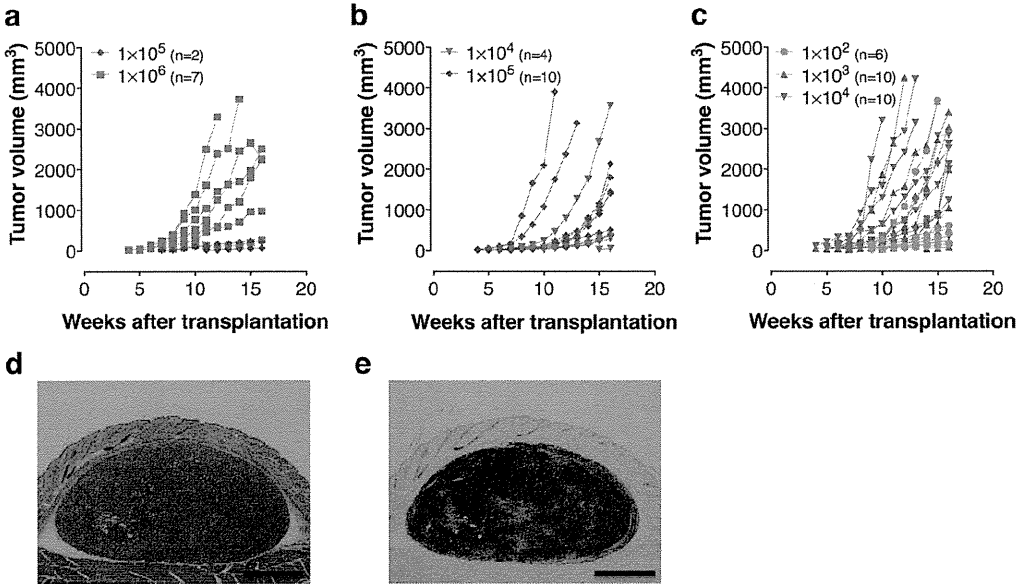 a
1×10⁵ (n=2)
1×10⁶ (n=7)
Tumor volume (mm³)
5000
4000
3000
2000
1000
0
0 5 10 15 20
Weeks after transplantation
b
1×10⁴ (n=4)
1×10⁵ (n=10)
Tumor volume (mm³)
5000
4000
3000
2000
1000
0
0 5 10 15 20
Weeks after transplantation
c
1×10² (n=6)
1×10³ (n=10)
1×10⁴ (n=10)
Tumor volume (mm³)
5000
4000
3000
2000
1000
0
0 5 10 15 20
Weeks after transplantation
d
e